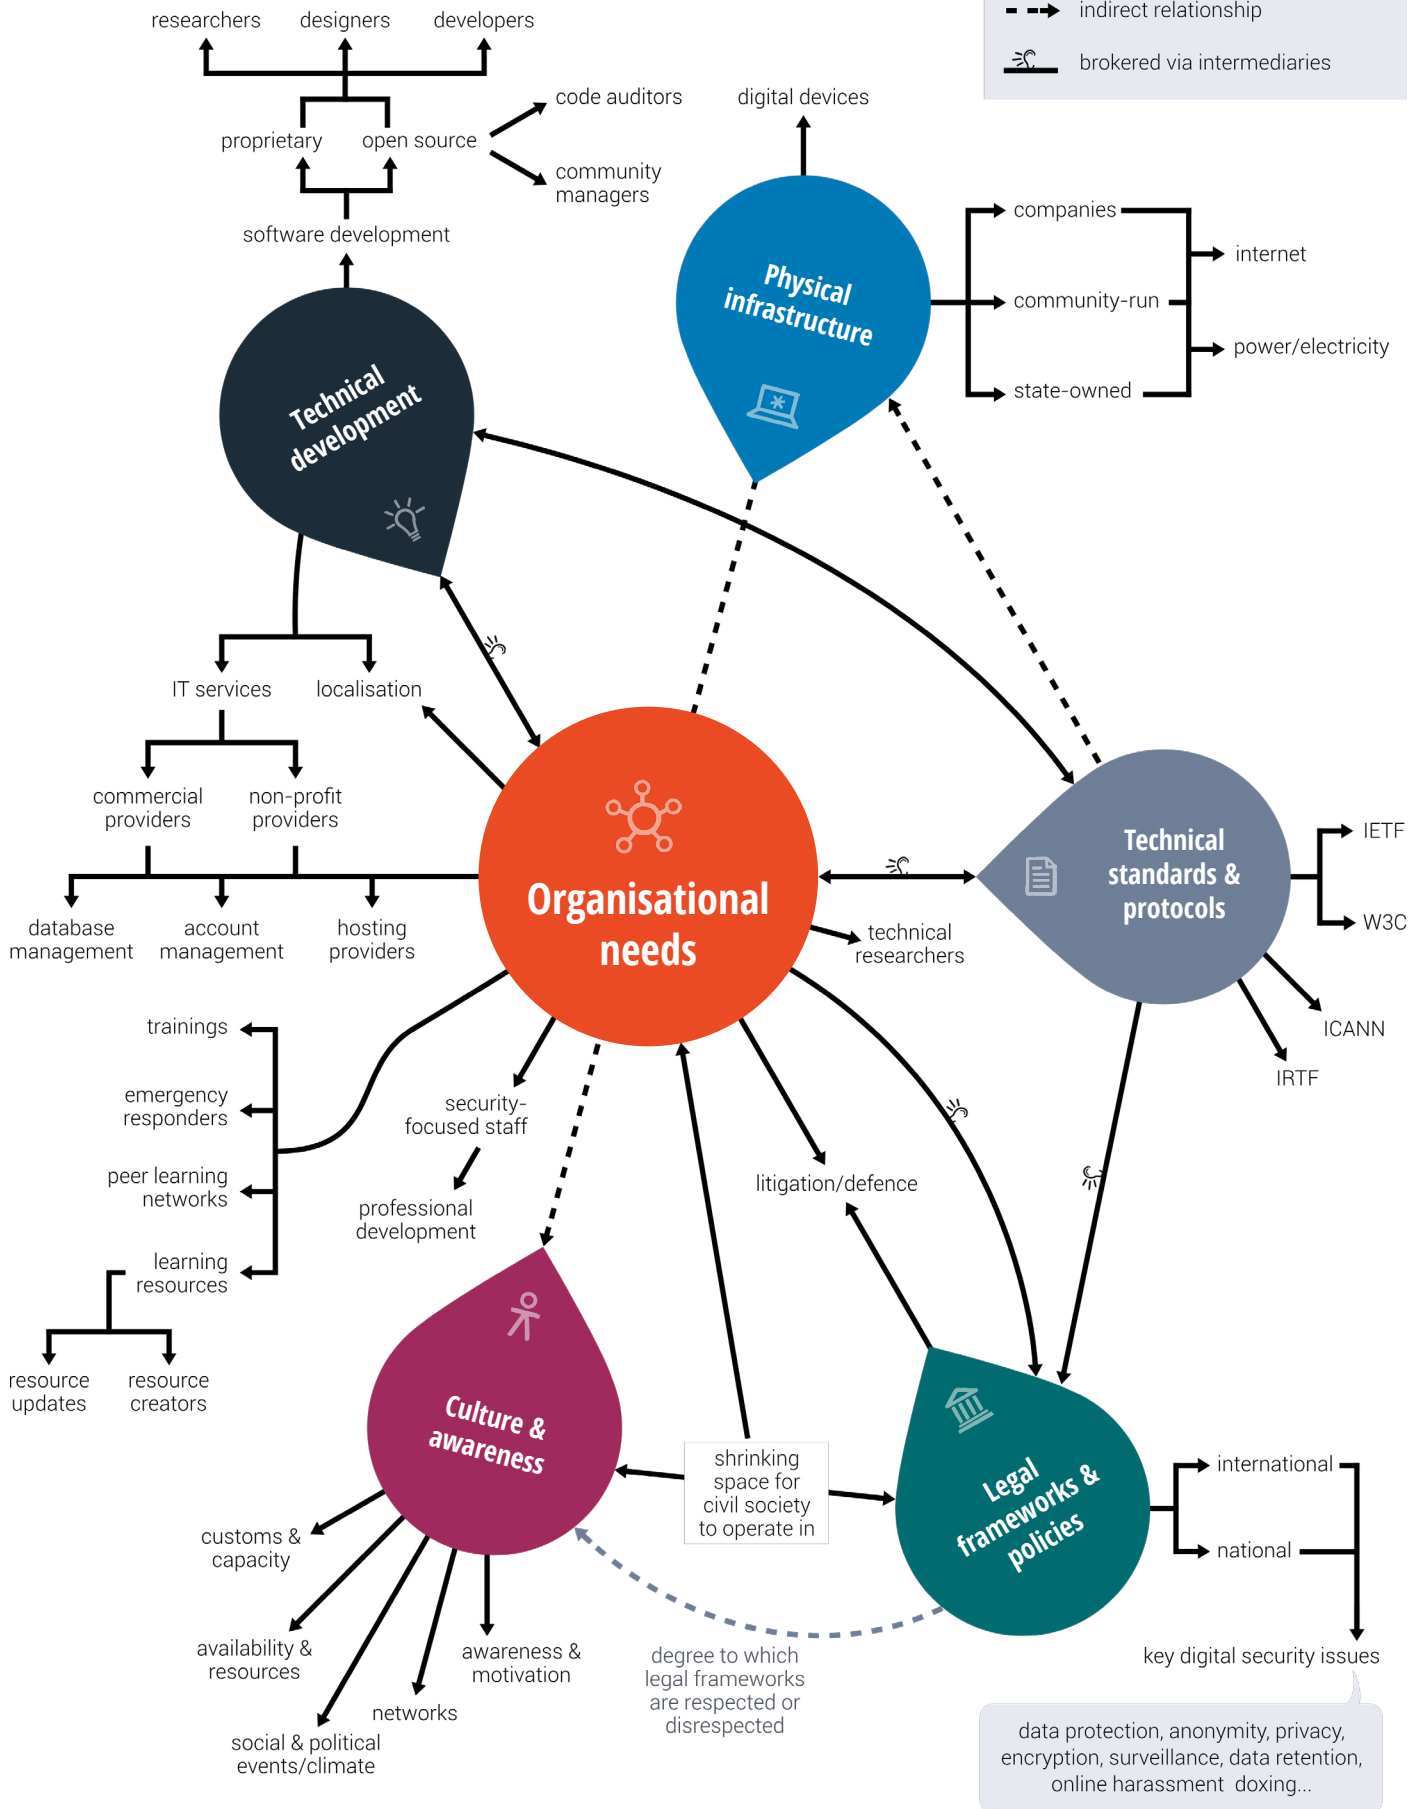 researchers
designers
developers
indirect relationship
brokered via intermediaries
code auditors
digital devices
proprietary
open source
community
managers
software development
companies
internet
community-run
power/electricity
state-owned
Physical
infrastructure
Technical
development
IT services
localisation
commercial
providers
non-profit
providers
database
management
account
management
hosting
providers
Organisational
needs
Technical
standards &
protocols
IETF
W3C
ICANN
IRTF
technical
researchers
trainings
emergency
responders
peer learning
networks
learning
resources
resource
updates
resource
creators
security-
focused staff
professional
development
litigation/defence
Culture &
awareness
shrinking
space for
civil society
to operate in
Legal
frameworks &
policies
international
national
key digital security issues
data protection, anonymity, privacy,
encryption, surveillance, data retention,
online harassment doxing...
customs &
capacity
availability &
resources
social & political
events/climate
networks
awareness &
motivation
degree to which
legal frameworks
are respected or
disrespected